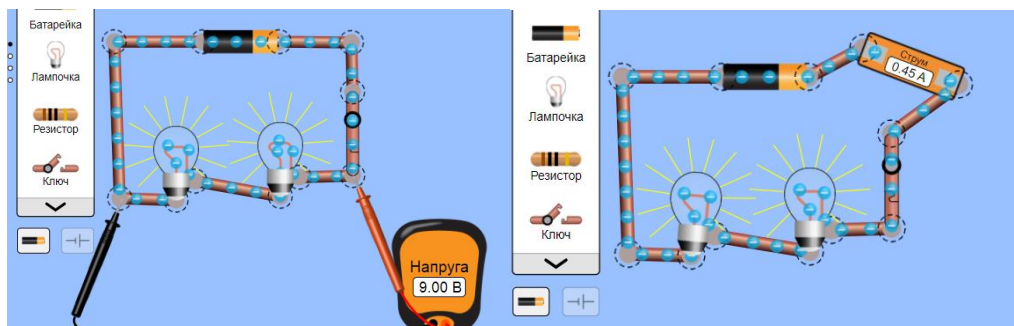 Батарейка
Лампочка
Резистор
Ключ
Напруга
9.00 В
Батарейка
Лампочка
Резистор
Ключ
Струм
0.45 А